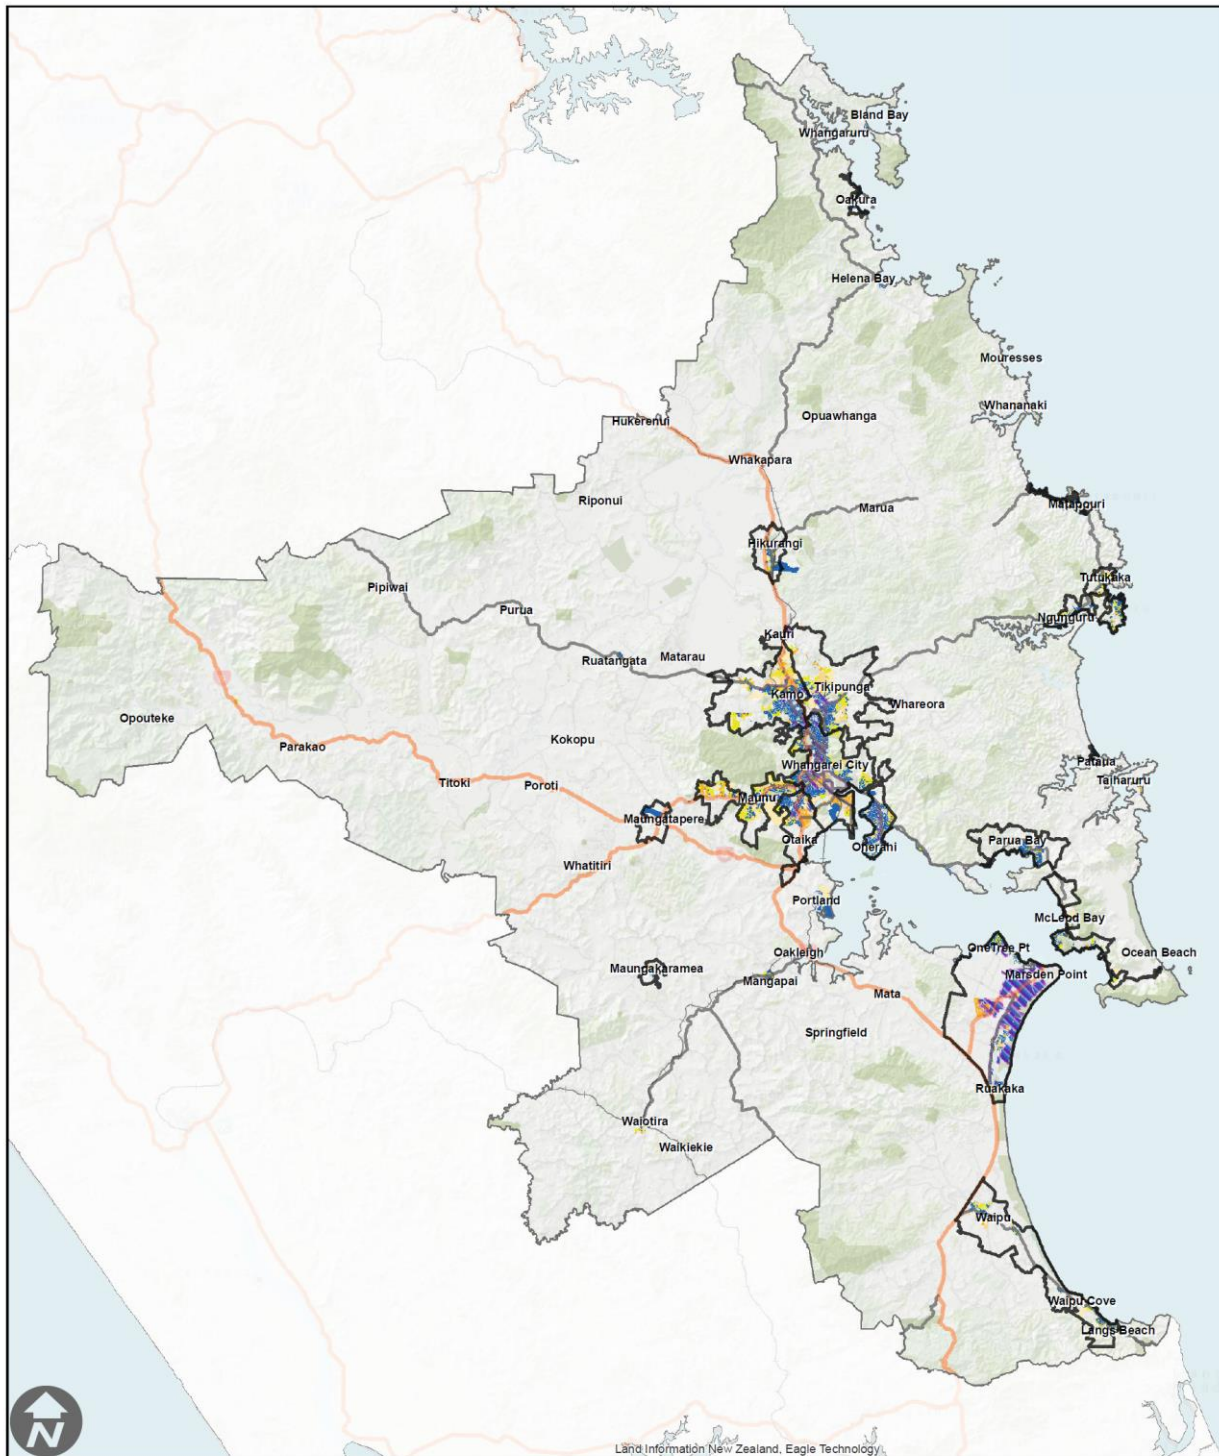 Bland Bay
Whangaruru
Oakura
Helena Bay
Mouresses
Whananaki
Opuawhanga
Hukerenui
Whakapara
Riponui
Marua
Matapouri
Hikurangi
Tutukaka
Pipiwai
Purua
Ngunguru
Kauri
Ruatangata
Matarau
Kamo
Tikipunga
Whareora
Opouteke
Kokopu
Parakao
Whangarei City
Pataua
Taiharuru
Titoki
Poroti
Maunu
Maungatapere
Otaika
Onerahi
Parua Bay
Whatitiri
Portland
McLeod Bay
Oakleigh
OneTree Pt
Ocean Beach
Maungakaramea
Mangapai
Marsden Point
Mata
Springfield
Ruakaka
Waiotira
Waikiekie
Waipu
Waipu Cove
Langs Beach
N
Land Information New Zealand, Eagle Technology